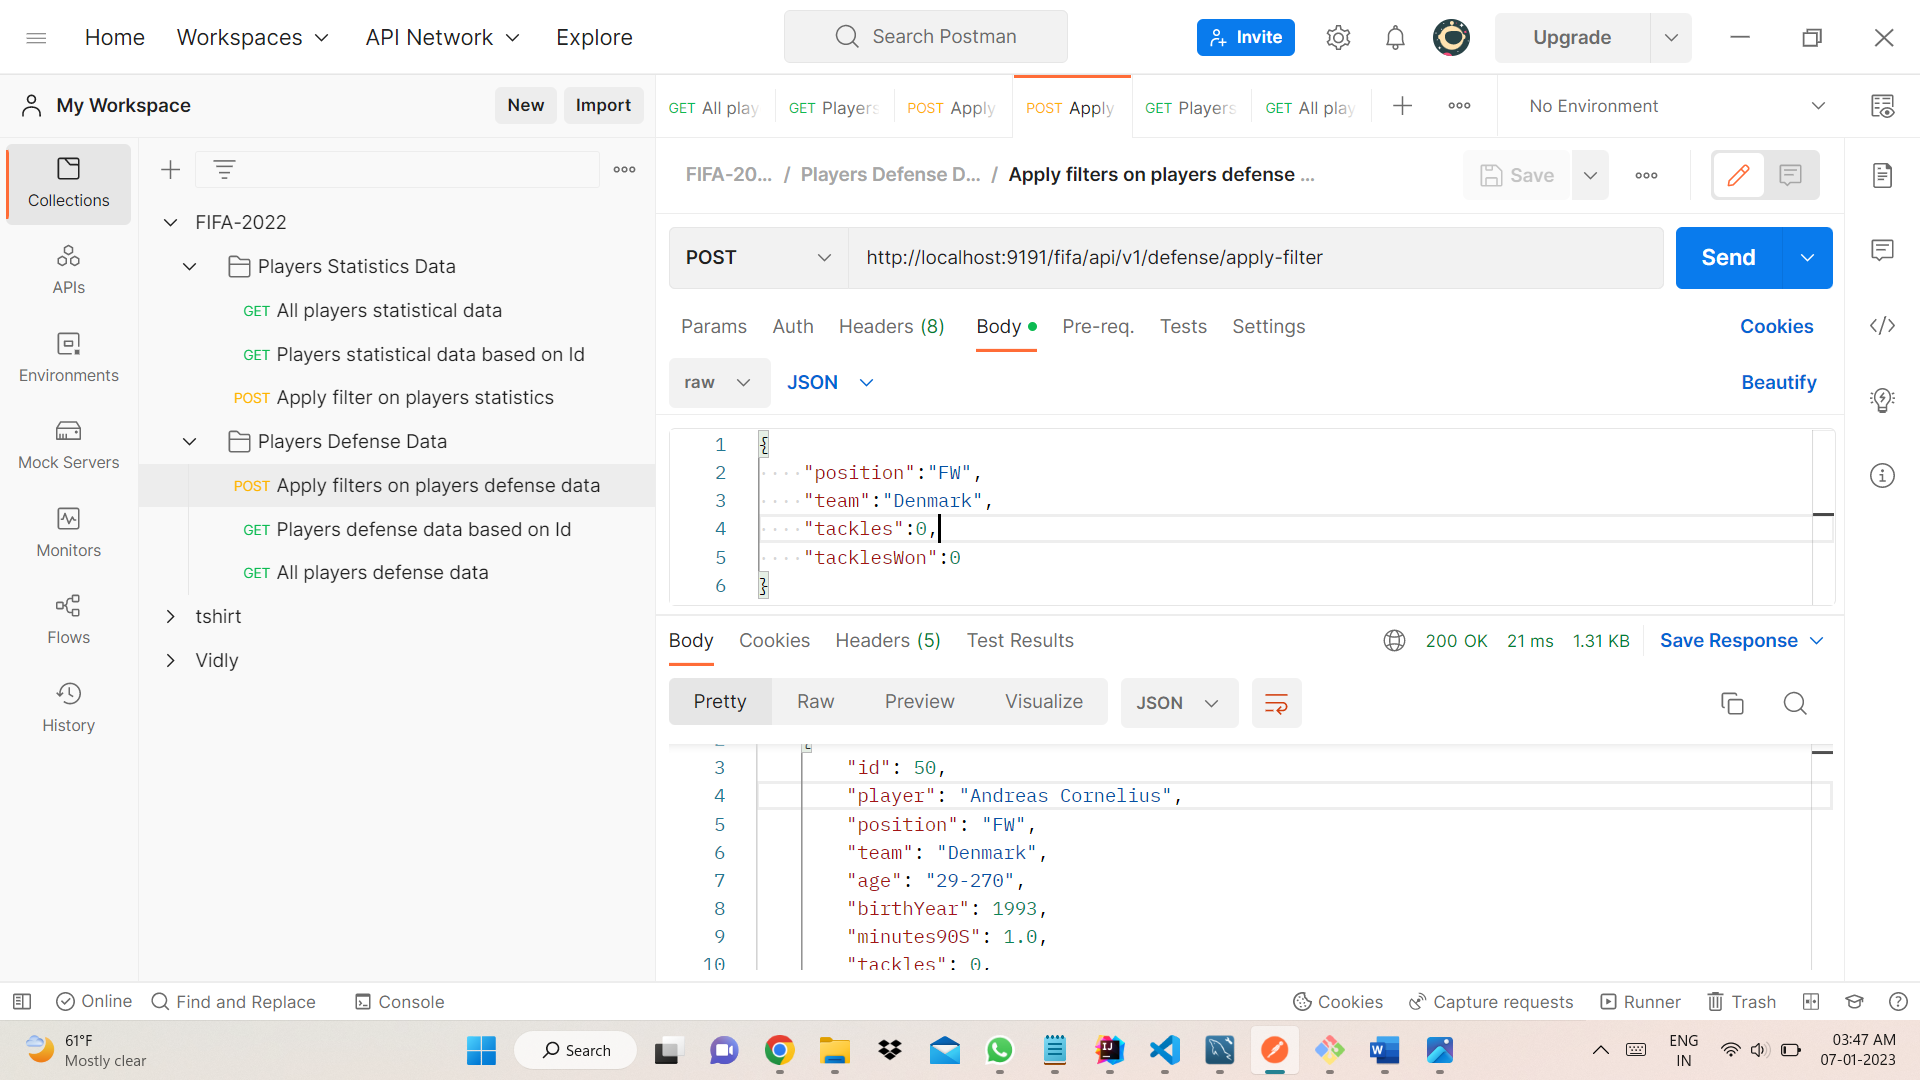 Home Workspaces API Network Explore Search Postman Invite Upgrade
My Workspace New Import
GET All play GET Players POST Apply POST Apply GET Players GET All play No Environment
Collections
APIs
Environments
Mock Servers
Monitors
Flows
History
FIFA-2022
Players Statistics Data
GET All players statistical data
GET Players statistical data based on Id
POST Apply filter on players statistics
Players Defense Data
POST Apply filters on players defense data
GET Players defense data based on Id
GET All players defense data
tshirt
Vidly
FIFA-20... / Players Defense D... / Apply filters on players defense ... Save
POST http://localhost:9191/fifa/api/v1/defense/apply-filter Send
Params Auth Headers (8) Body Pre-req. Tests Settings Cookies
raw JSON Beautify
1 {
2 "position":"FW",
3 "team":"Denmark",
4 "tackles":0,
5 "tacklesWon":0
6 }
Body Cookies Headers (5) Test Results 200 OK 21 ms 1.31 KB Save Response
Pretty Raw Preview Visualize JSON
3 "id": 50,
4 "player": "Andreas Cornelius",
5 "position": "FW",
6 "team": "Denmark",
7 "age": "29-270",
8 "birthYear": 1993,
9 "minutes90S": 1.0,
10 "tackles": 0,
Online Find and Replace Console Cookies Capture requests Runner Trash
61°F
Mostly clear
Search
ENG
IN
03:47 AM
07-01-2023